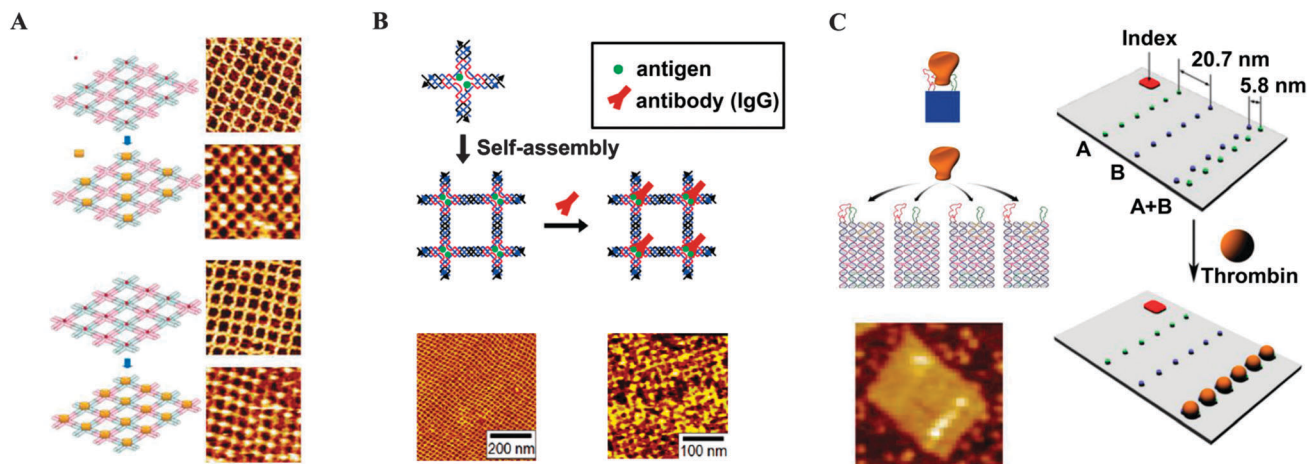 A
B
antigen
antibody (IgG)
Self-assembly
200 nm
100 nm
C
Index
20.7 nm
5.8 nm
A
B
A+B
Thrombin